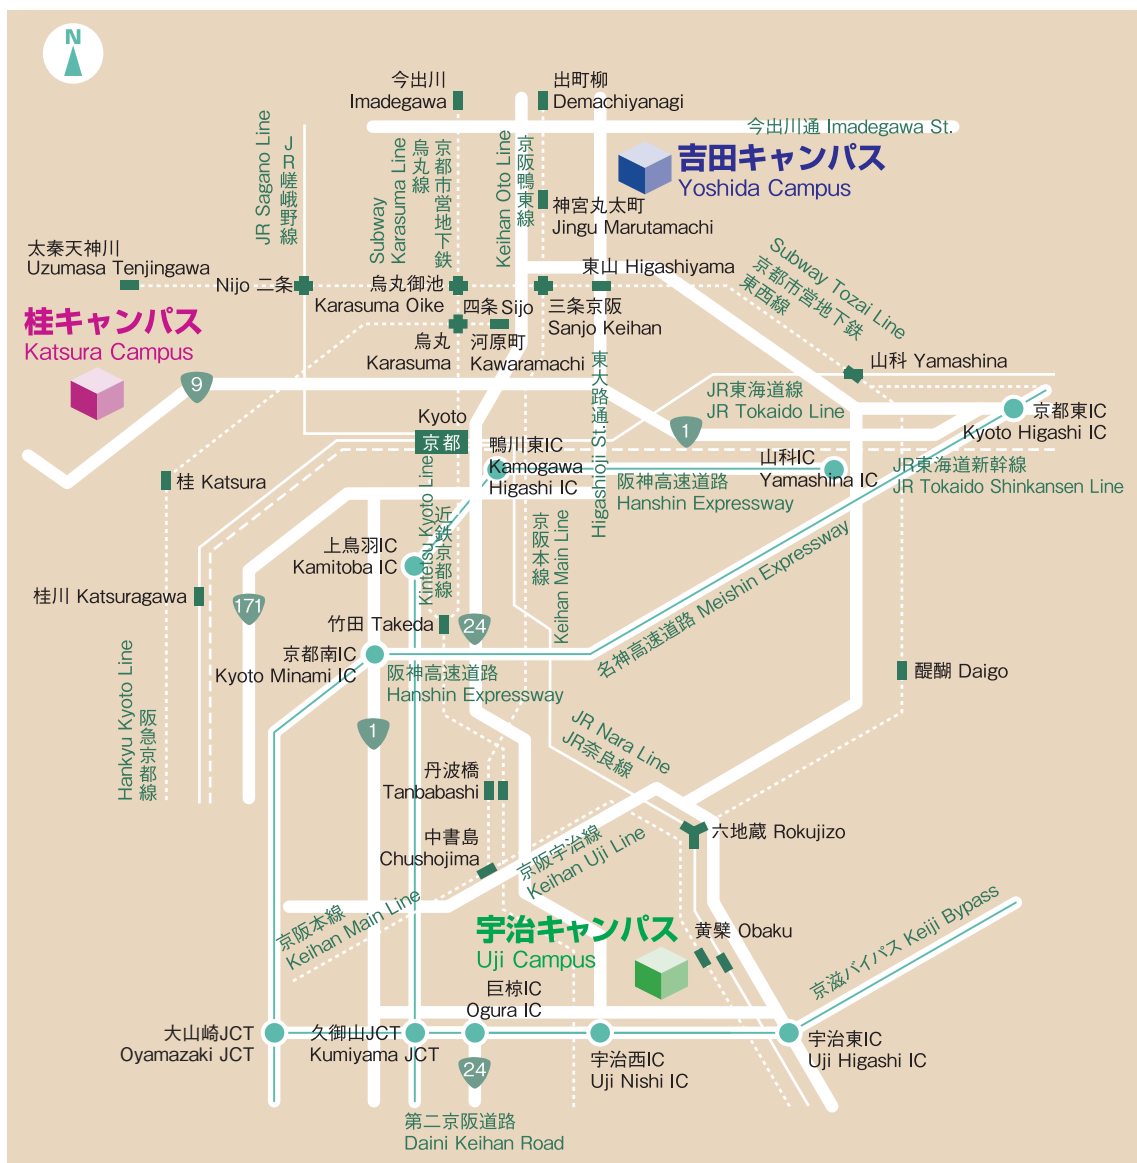 N
今出川
Imadegawa
出町柳
Demachiyanagi
今出川通 Imadegawa St.
JR Sagano Line
JR嵯峨野線
Subway
Karasuma Line
烏丸線
京都市営地下鉄
Keihan Oto Line
京阪鴨東線
吉田キャンパス
Yoshida Campus
神宮丸太町
Jingu Marutamachi
太秦天神川
Uzumasa Tenjingawa
Nijo 二条
烏丸御池
Karasuma Oike
四条 Sijo
東山 Higashiyama
三条京阪
Sanjo Keihan
Subway Tozai Line
京都市営地下鉄
東西線
桂キャンパス
Katsura Campus
烏丸
Karasuma
河原町
Kawaramachi
山科 Yamashina
9
東大路通
Higashioji St.
JR東海道線
JR Tokaido Line
1
京都東IC
Kyoto Higashi IC
Kyoto
京都
鴨川東IC
Kamogawa
Higashi IC
山科IC
Yamashina IC
阪神高速道路
Hanshin Expressway
JR東海道新幹線
JR Tokaido Shinkansen Line
桂 Katsura
Kintetsu Kyoto Line
近鉄京都線
京阪本線
Keihan Main Line
上鳥羽IC
Kamitoba IC
名神高速道路 Meishin Expressway
桂川 Katsuragawa
171
竹田 Takeda
24
京都南IC
Kyoto Minami IC
阪神高速道路
Hanshin Expressway
醍醐 Daigo
Hankyu Kyoto Line
阪急京都線
1
JR Nara Line
JR奈良線
丹波橋
Tanbabashi
中書島
Chushojima
京阪宇治線
Keihan Uji Line
六地蔵 Rokujizo
京阪本線
Keihan Main Line
宇治キャンパス
Uji Campus
黄檗 Obaku
京滋バイパス Keiji Bypass
巨椋IC
Ogura IC
大山崎JCT
Oyamazaki JCT
久御山JCT
Kumiyama JCT
24
宇治西IC
Uji Nishi IC
宇治東IC
Uji Higashi IC
第二京阪道路
Daini Keihan Road